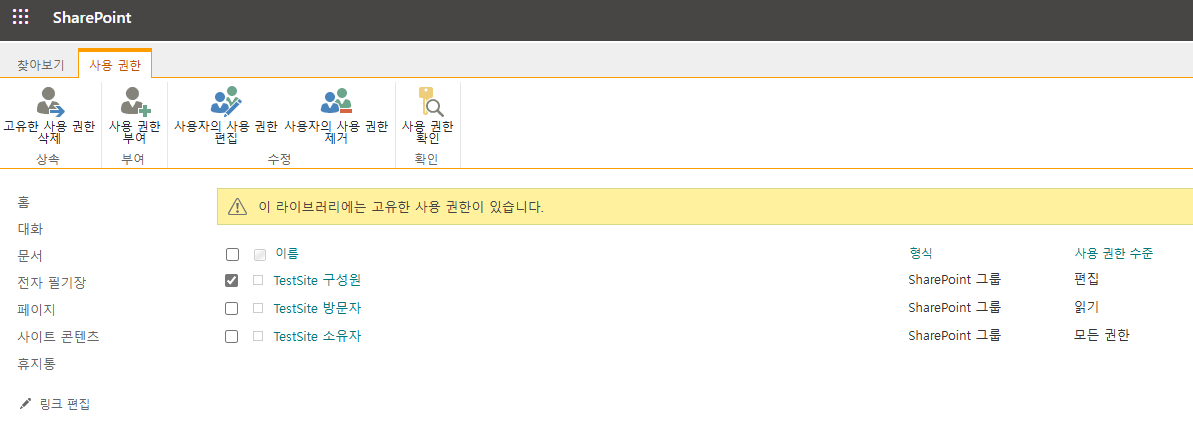 SharePoint
찾아보기 사용 권한
고유한 사용 권한 사용 권한 사용자의 사용 권한 사용자의 사용 권한 사용 권한
삭제 부여 편집 제거 확인
상속 부여 수정 확인
홈
이 라이브러리에는 고유한 사용 권한이 있습니다.
대화
문서
이름 형식 사용 권한 수준
전자 필기장
TestSite 구성원 SharePoint 그룹 편집
페이지
TestSite 방문자 SharePoint 그룹 읽기
사이트 콘텐츠
TestSite 소유자 SharePoint 그룹 모든 권한
휴지통
링크 편집